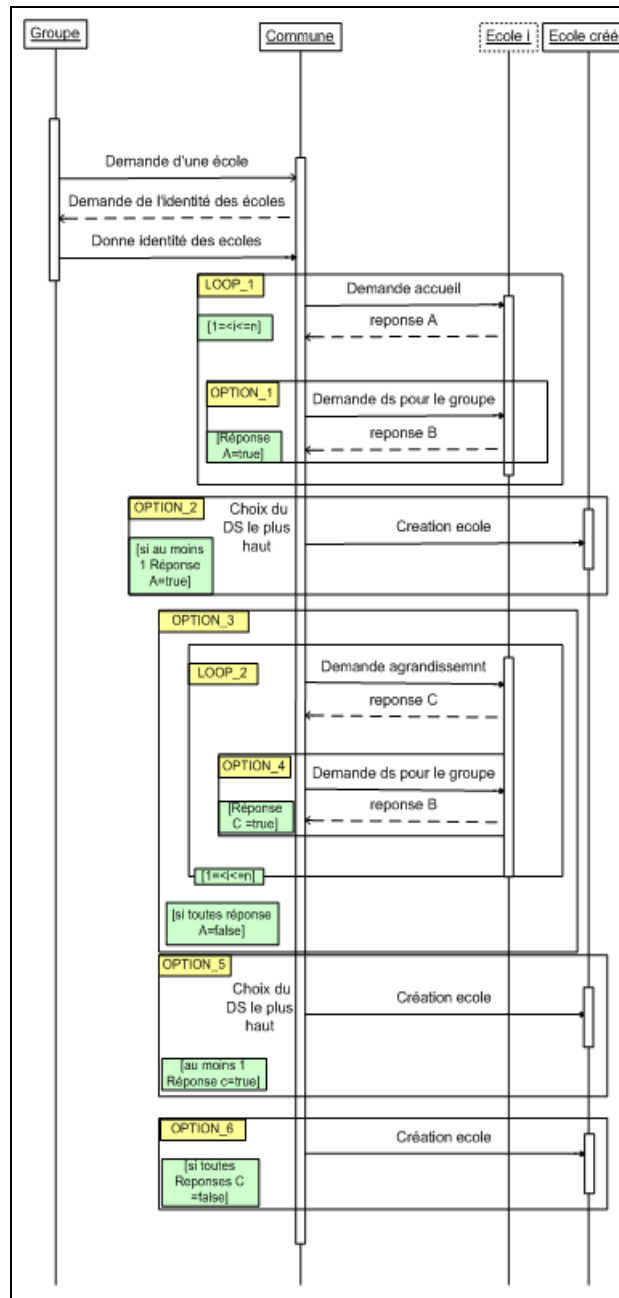 Groupe
Commune
Ecole i
Ecole créé
Demande d'une école
Demande de l'identité des écoles
Donne identité des ecoles
LOOP_1
Demande accueil
[1=<i<=n]
reponse A
OPTION_1
Demande ds pour le groupe
[Réponse
A=true]
reponse B
OPTION_2
Choix du
DS le plus
haut
Creation ecole
[si au moins
1 Réponse
A=true]
OPTION_3
LOOP_2
Demande agrandissemnt
reponse C
OPTION_4
Demande ds pour le groupe
[Réponse
C =true]
reponse B
[1=<i<=n]
[si toutes réponse
A=false]
OPTION_5
Choix du
DS le plus
haut
Création ecole
[au moins 1
Réponse c=true]
OPTION_6
Création ecole
[si toutes
Reponses C
=false]